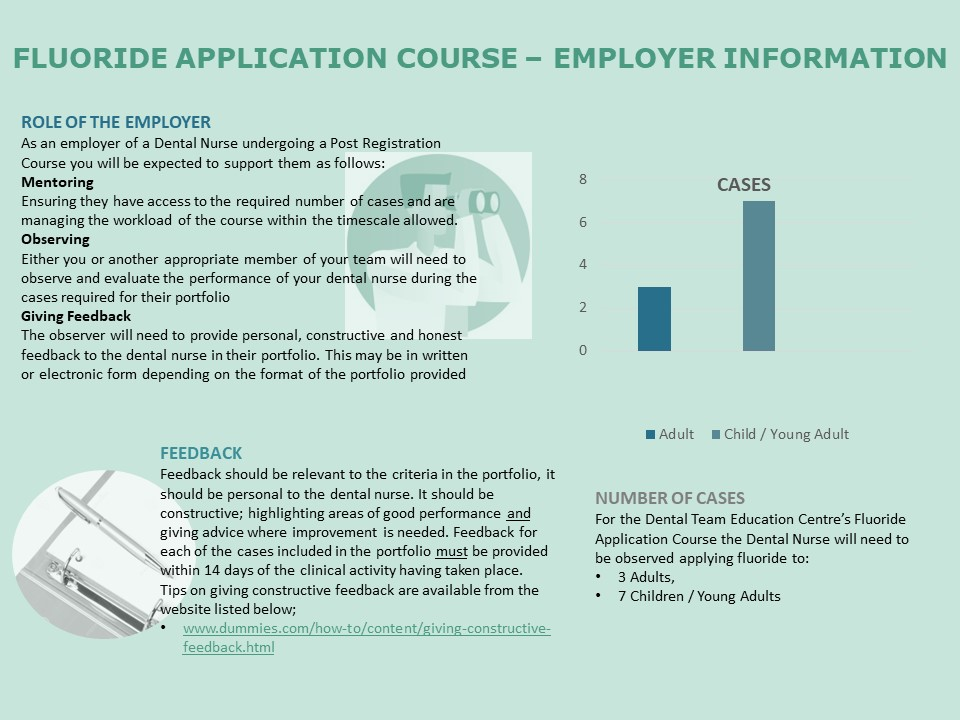 FLUORIDE APPLICATION COURSE – EMPLOYER INFORMATION
ROLE OF THE EMPLOYER
As an employer of a Dental Nurse undergoing a Post Registration
Course you will be expected to support them as follows:
Mentoring
Ensuring they have access to the required number of cases and are
managing the workload of the course within the timescale allowed.
Observing
Either you or another appropriate member of your team will need to
observe and evaluate the performance of your dental nurse during the
cases required for their portfolio
Giving Feedback
The observer will need to provide personal, constructive and honest
feedback to the dental nurse in their portfolio. This may be in written
or electronic form depending on the format of the portfolio provided
CASES
8
6
4
2
0
Adult
Child / Young Adult
FEEDBACK
Feedback should be relevant to the criteria in the portfolio, it
should be personal to the dental nurse. It should be
constructive; highlighting areas of good performance and
giving advice where improvement is needed. Feedback for
each of the cases included in the portfolio must be provided
within 14 days of the clinical activity having taken place.
Tips on giving constructive feedback are available from the
website listed below;
• www.dummies.com/how-to/content/giving-constructive-
feedback.html
NUMBER OF CASES
For the Dental Team Education Centre's Fluoride
Application Course the Dental Nurse will need to
be observed applying fluoride to:
• 3 Adults,
• 7 Children / Young Adults